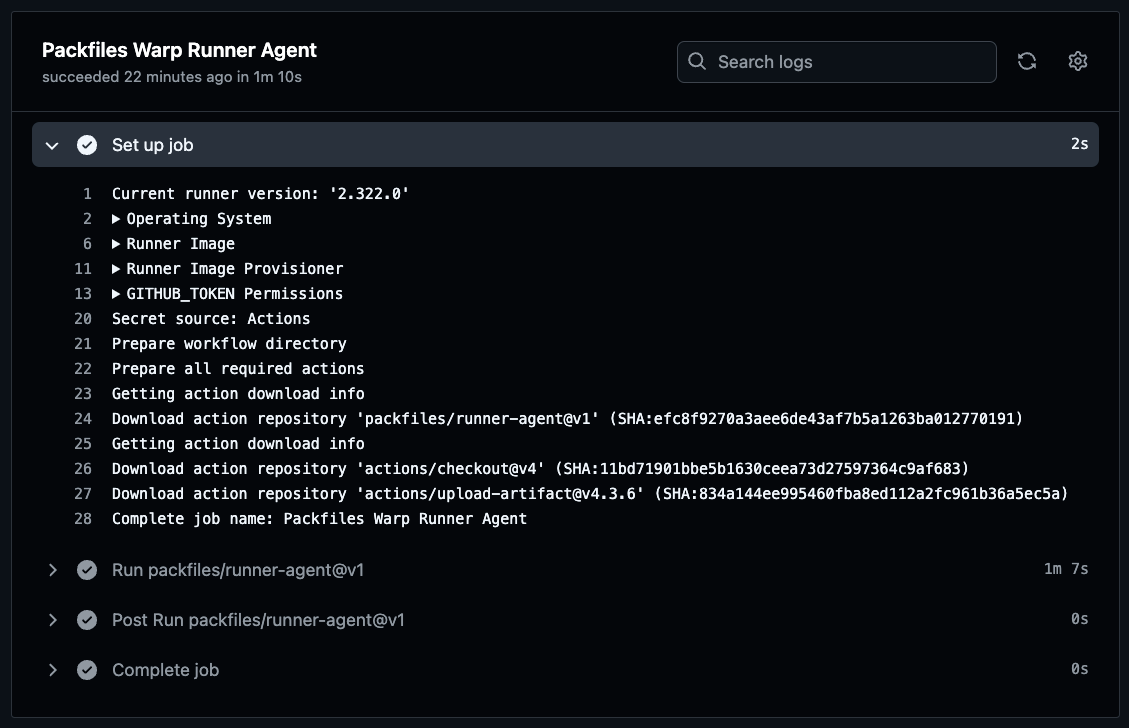 Packfiles Warp Runner Agent
succeeded 22 minutes ago in 1m 10s
Search logs
Set up job 2s
1 Current runner version: '2.322.0'
2 Operating System
6 Runner Image
11 Runner Image Provisioner
13 GITHUB_TOKEN Permissions
20 Secret source: Actions
21 Prepare workflow directory
22 Prepare all required actions
23 Getting action download info
24 Download action repository 'packfiles/runner-agent@v1' (SHA:efc8f9270a3aee6de43af7b5a1263ba012770191)
25 Getting action download info
26 Download action repository 'actions/checkout@v4' (SHA:11bd71901bbe5b1630ceea73d27597364c9af683)
27 Download action repository 'actions/upload-artifact@v4.3.6' (SHA:834a144ee995460fba8ed112a2fc961b36a5ec5a)
28 Complete job name: Packfiles Warp Runner Agent
Run packfiles/runner-agent@v1 1m 7s
Post Run packfiles/runner-agent@v1 0s
Complete job 0s